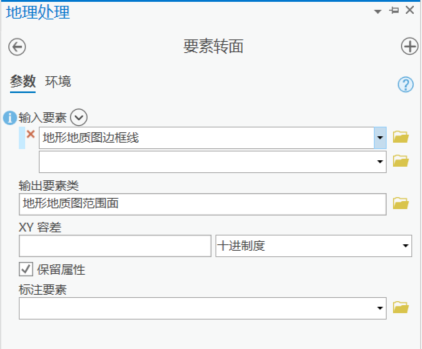 地理处理
要素转面
参数 环境
输入要素
地形地质图边框线
输出要素类
地形地质图范围面
XY 容差
十进制度
保留属性
标注要素